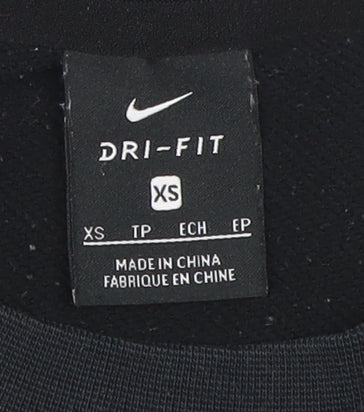 DRI-FIT
XS
XS TP ECH EP
MADE IN CHINA
FABRIQUE EN CHINE